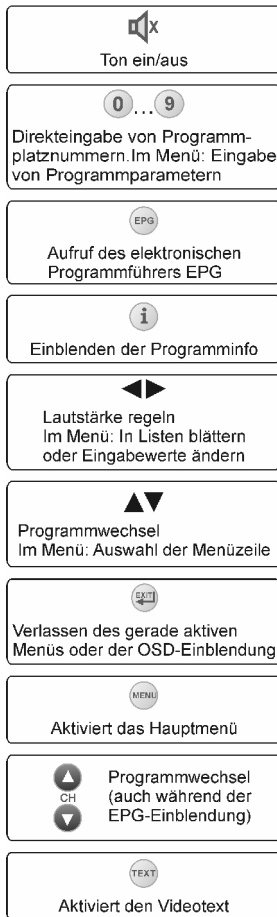 Ton ein/aus
0...9
Direkteingabe von Programm-
platznummern.Im Menü: Eingabe
von Programmparametern
EPG
Aufruf des elektronischen
Programmführers EPG
i
Einblenden der Programminfo
Lautstärke regeln
Im Menü: In Listen blättern
oder Eingabewerte ändern
Programmwechsel
Im Menü: Auswahl der Menüzeile
EXIT
Verlassen des gerade aktiven
Menüs oder der OSD-Einblendung
MENU
Aktiviert das Hauptmenü
CH
Programmwechsel
(auch während der
EPG-Einblendung)
TEXT
Aktiviert den Videotext